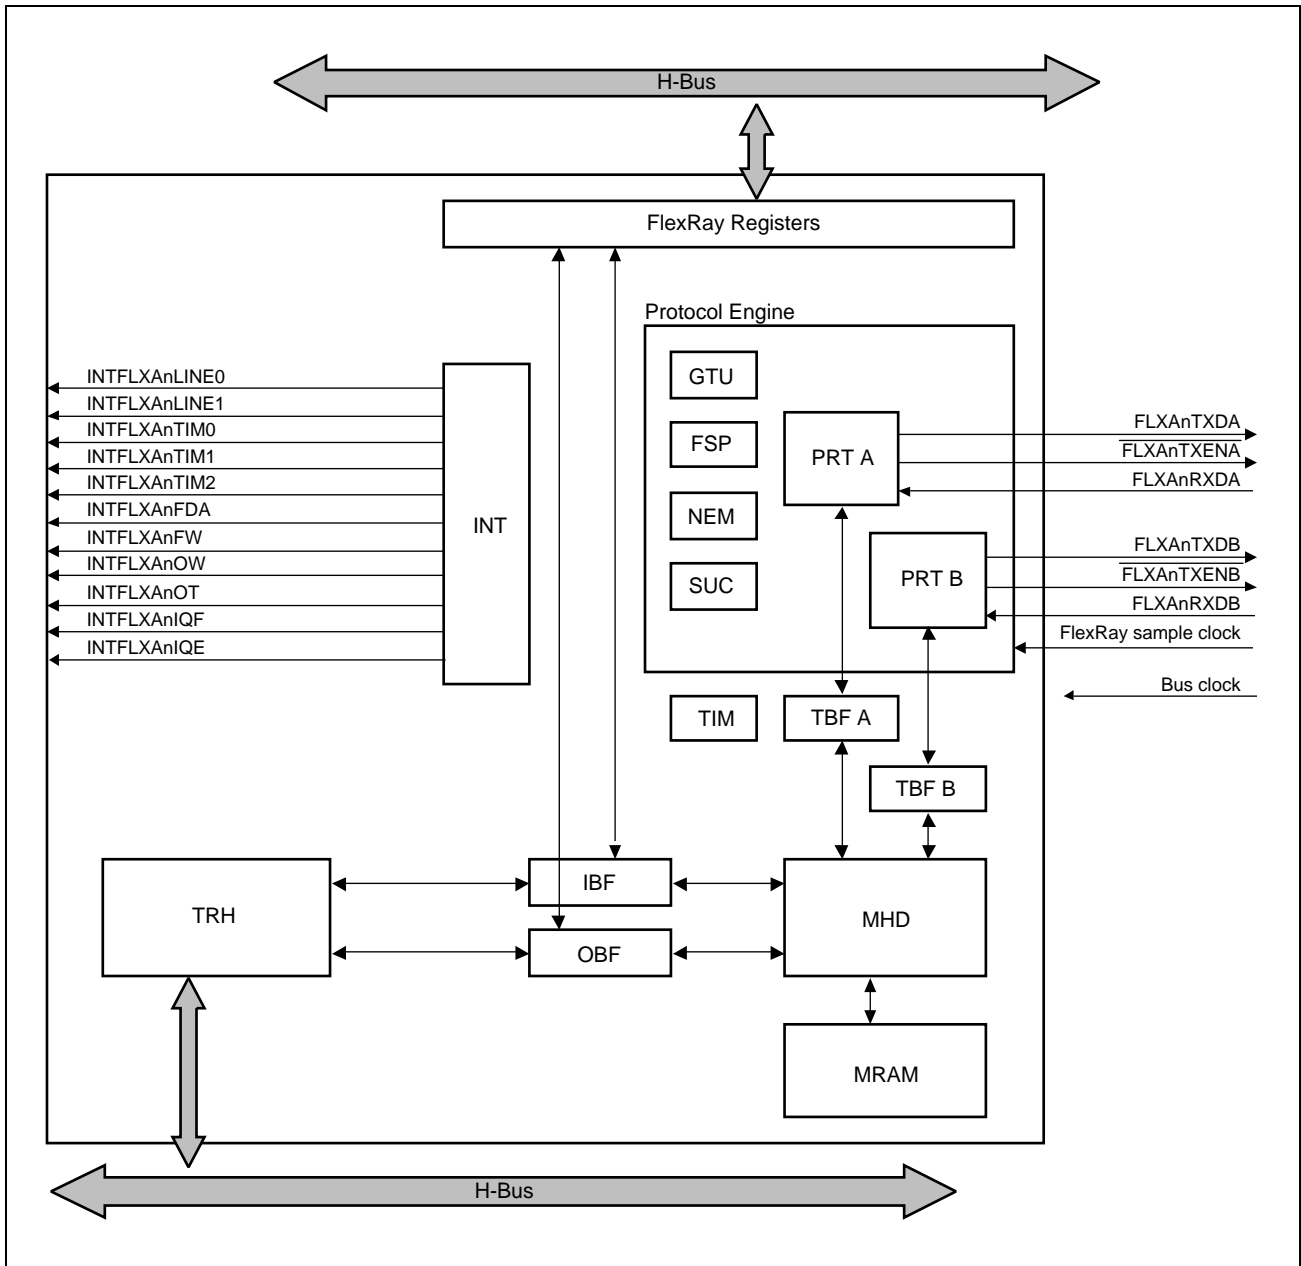 H-Bus
FlexRay Registers
Protocol Engine
GTU
FSP
NEM
SUC
PRT A
PRT B
INTFLXAnLINE0
INTFLXAnLINE1
INTFLXAnTIM0
INTFLXAnTIM1
INTFLXAnTIM2
INTFLXAnFDA
INTFLXAnFW
INTFLXAnOW
INTFLXAnOT
INTFLXAnIQF
INTFLXAnIQE
INT
FLXAnTXDA
FLXAnTXENA
FLXAnRXDA
FLXAnTXDB
FLXAnTXENB
FLXAnRXDB
FlexRay sample clock
Bus clock
TIM
TBF A
TBF B
TRH
IBF
OBF
MHD
MRAM
H-Bus